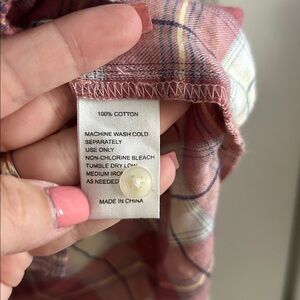 100% COTTON
MACHINE WASH COLD
SEPARATELY
USE ONLY
NON-CHLORINE BLEACH
TUMBLE DRY LOW
MEDIUM IRON
AS NEEDED
MADE IN CHINA